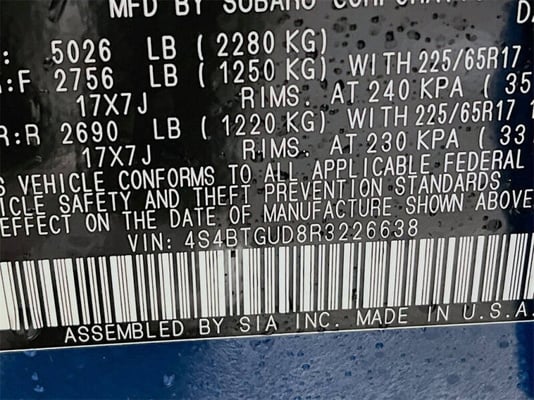 MFD BY SUBARU CORPORATION
: 5026 LB ( 2280 KG)
:F 2756 LB ( 1250 KG) WITH 225/65R17
17X7J RIMS. AT 240 KPA ( 35
R:R 2690 LB ( 1220 KG) WITH 225/65R17 1
17X7J RIMS. AT 230 KPA ( 33
S VEHICLE CONFORMS TO ALL APPLICABLE FEDERAL
ICLE SAFETY AND THEFT PREVENTION STANDARDS
EFFECT ON THE DATE OF MANUFACTURE SHOWN ABOVE
VIN: 4S4BTGUD8R3226638
ASSEMBLED BY SIA INC. MADE IN U.S.A.